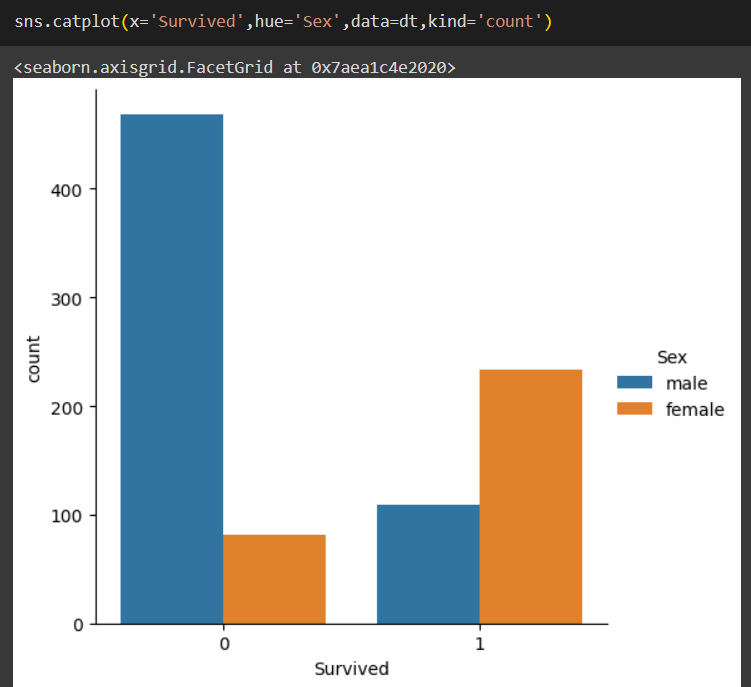 sns.catplot(x='Survived',hue='Sex',data=dt,kind='count')
<seaborn.axisgrid.FacetGrid at 0x7aea1c4e2020>
400
300
200
100
0
count
0
1
Survived
Sex
male
female